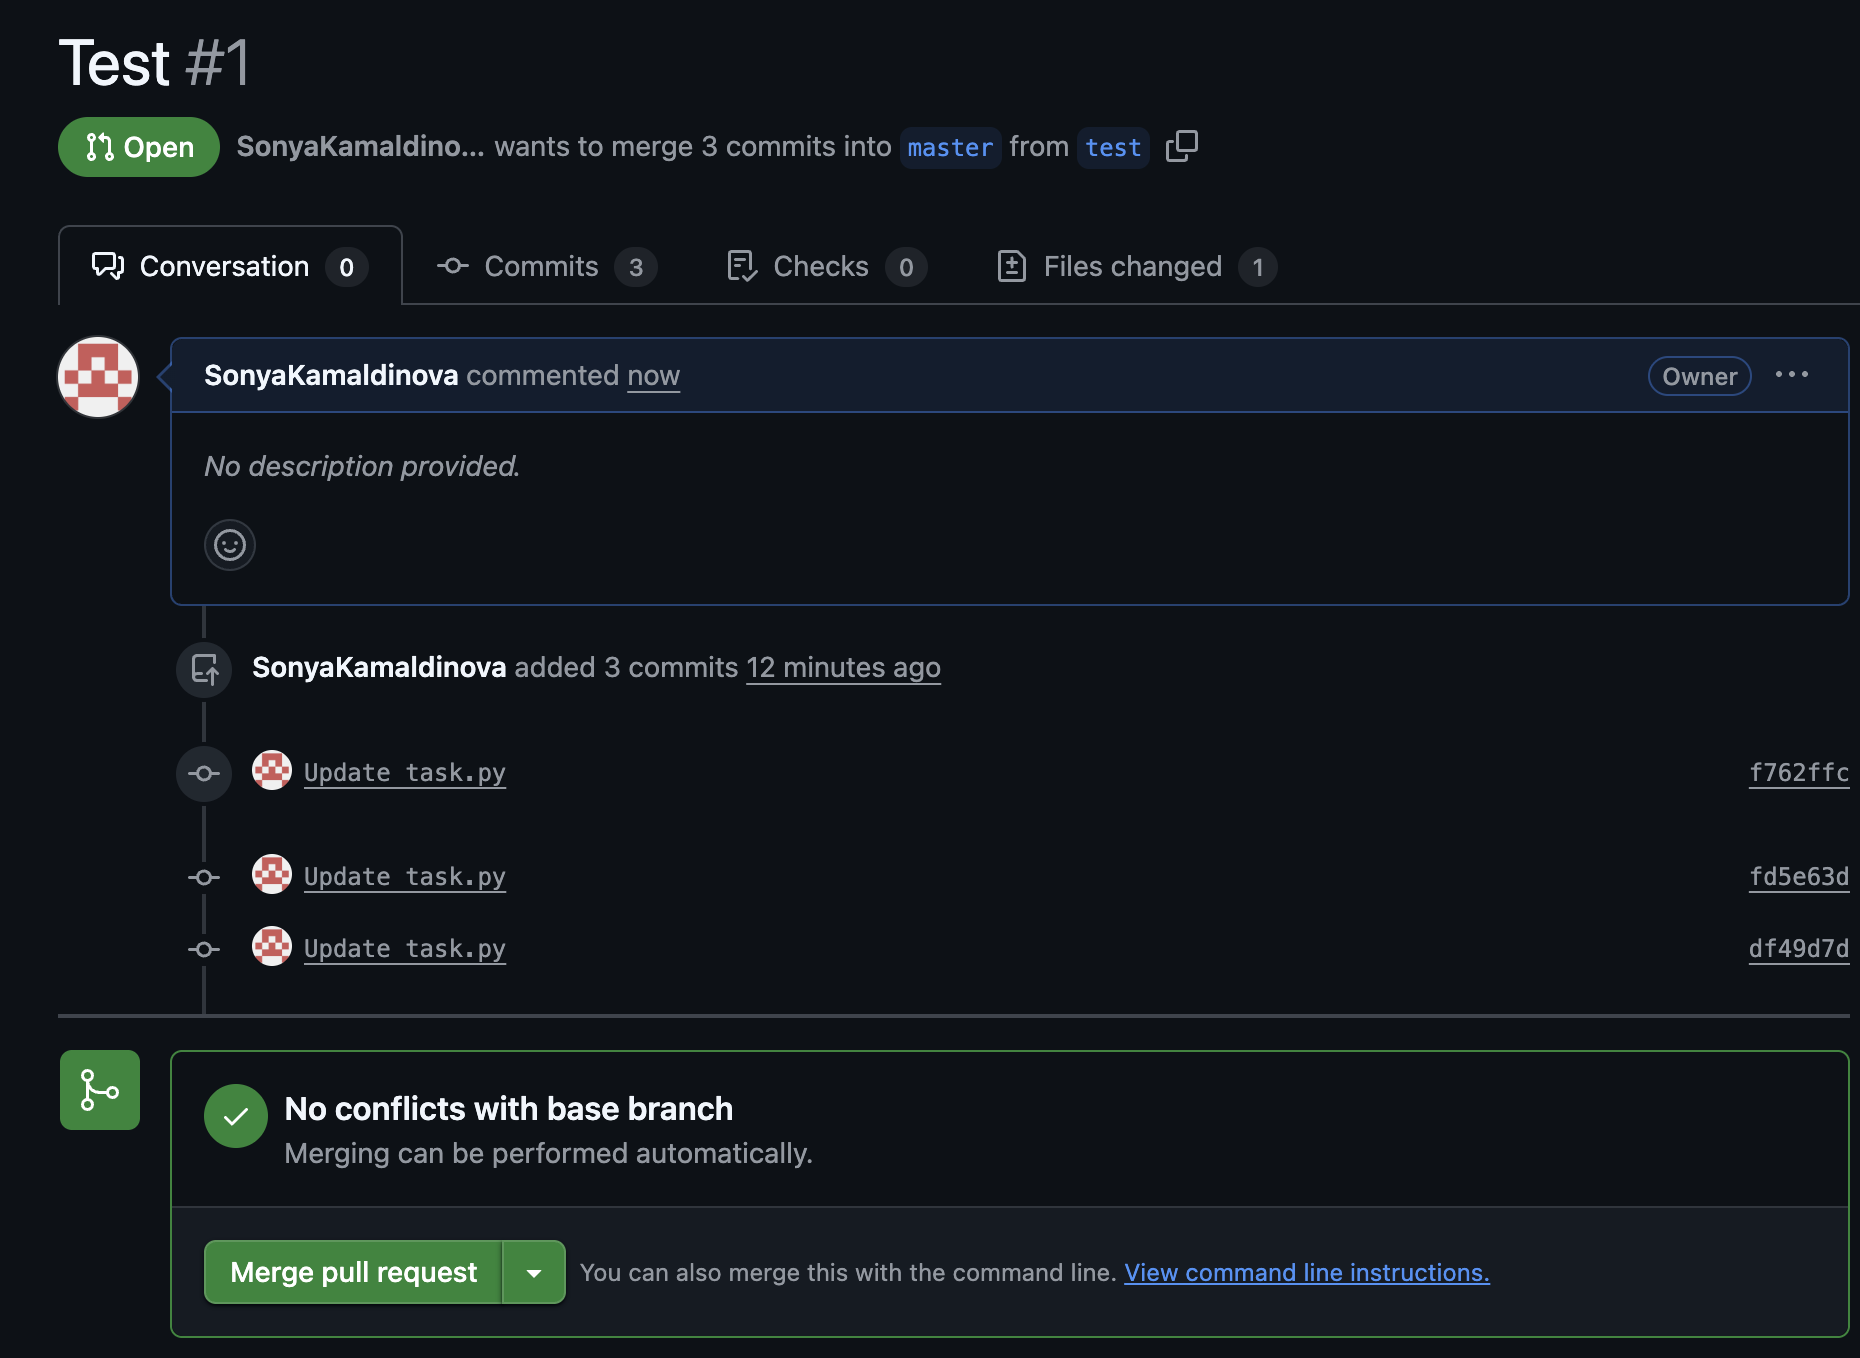 Test #1
Open SonyaKamaldino... wants to merge 3 commits into master from test
Conversation 0 Commits 3 Checks 0 Files changed 1
SonyaKamaldinova commented now Owner
No description provided.
SonyaKamaldinova added 3 commits 12 minutes ago
Update task.py f762ffc
Update task.py fd5e63d
Update task.py df49d7d
No conflicts with base branch
Merging can be performed automatically.
Merge pull request You can also merge this with the command line. View command line instructions.